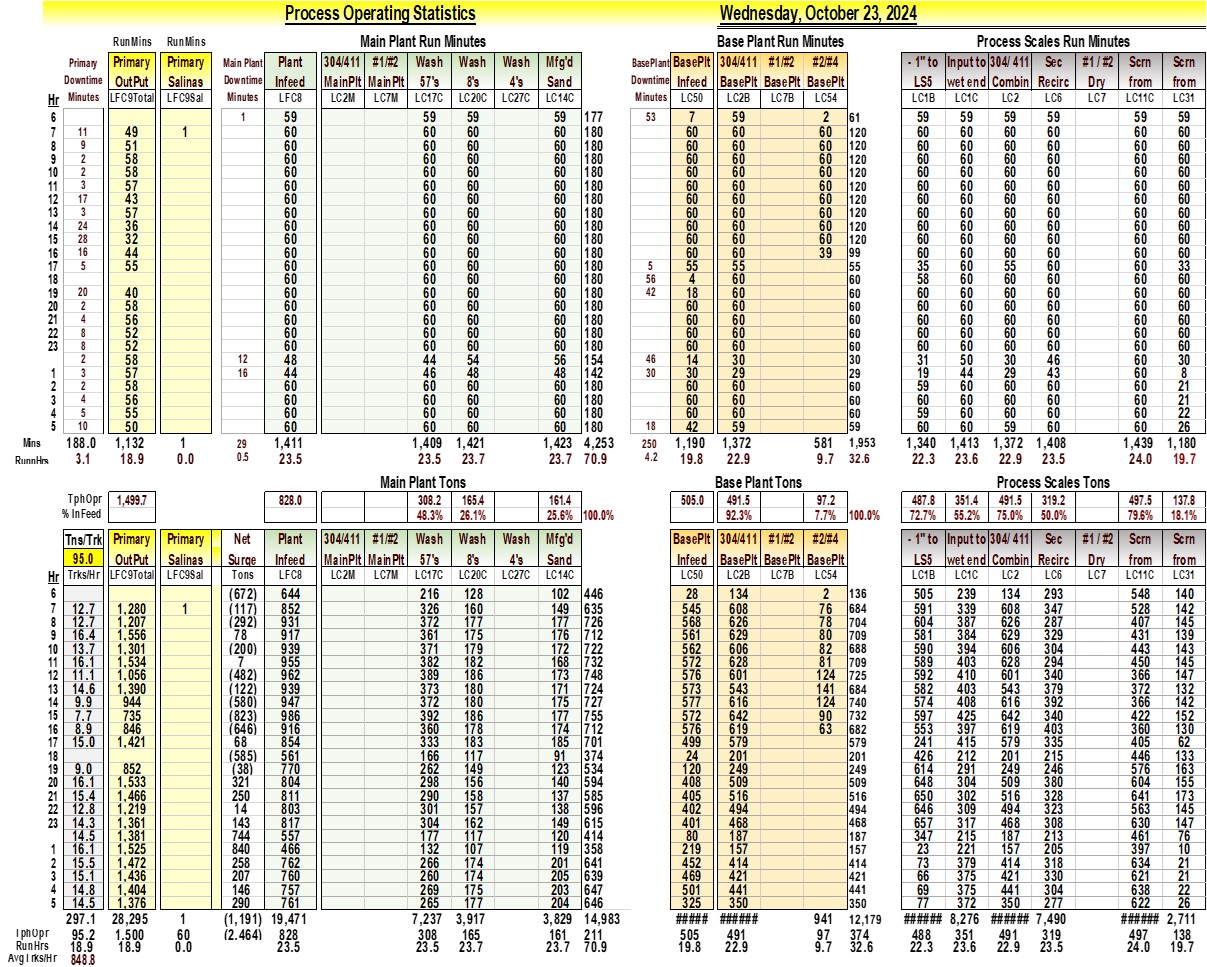 Process Operating Statistics Wednesday, October 23, 2024
RunMins RunMins Main Plant Run Minutes Base Plant Run Minutes Process Scales Run Minutes
Primary Primary Primary Main Plant Plant 304/411 #1/#2 Wash Wash Wash Mfg'd BasePlant BasePlt 304/411 #1/#2 #2/#4 - 1" to Input to 304/ 411 Sec #1 / #2 Scrn Scrn
Downtime OutPut Salinas Downtime Infeed MainPlt MainPlt 57's 8's 4's Sand Downtime Infeed BasePlt BasePlt BasePlt LS5 wet end Combin Recirc Dry from from
Hr Minutes LFC9Total LFC9Sal Minutes LFC8 LC2M LC7M LC17C LC20C LC27C LC14C Minutes LC50 LC2B LC7B LC54 LC1B LC1C LC2 LC6 LC7 LC11C LC31
6 1 59 59 59 59 177 53 7 59 2 61 59 59 59 59 59 59
7 11 49 1 60 60 60 60 180 60 60 60 120 60 60 60 60 60 60
8 9 51 60 60 60 60 180 60 60 60 120 60 60 60 60 60 60
9 2 58 60 60 60 60 180 60 60 60 120 60 60 60 60 60 60
10 2 58 60 60 60 60 180 60 60 60 120 60 60 60 60 60 60
11 3 57 60 60 60 60 180 60 60 60 120 60 60 60 60 60 60
12 17 43 60 60 60 60 180 60 60 60 120 60 60 60 60 60 60
13 3 57 60 60 60 60 180 60 60 60 120 60 60 60 60 60 60
14 24 36 60 60 60 60 180 60 60 60 120 60 60 60 60 60 60
15 28 32 60 60 60 60 180 60 60 60 120 60 60 60 60 60 60
16 16 44 60 60 60 60 180 60 60 39 99 60 60 60 60 60 60
17 5 55 60 60 60 60 180 5 55 55 55 35 60 55 60 60 33
18 60 60 60 60 180 56 4 60 60 58 60 60 60 60 60
19 20 40 60 60 60 60 180 42 18 60 60 60 60 60 60 60 60
20 2 58 60 60 60 60 180 60 60 60 60 60 60 60 60 60
21 4 56 60 60 60 60 180 60 60 60 60 60 60 60 60 60
22 8 52 60 60 60 60 180 60 60 60 60 60 60 60 60 60
23 8 52 60 60 60 60 180 60 60 60 60 60 60 60 60 60
2 58 12 48 44 54 56 154 46 14 30 30 31 50 30 46 60 30
1 3 57 16 44 46 48 48 142 30 30 29 29 19 44 29 43 60 8
2 2 58 60 60 60 60 180 60 60 60 59 60 60 60 60 21
3 4 56 60 60 60 60 180 60 60 60 60 60 60 60 60 21
4 5 55 60 60 60 60 180 60 60 60 59 60 60 60 60 22
5 10 50 60 60 60 60 180 18 42 59 59 60 60 59 60 60 26
Mins 188.0 1,132 1 29 1,411 1,409 1,421 1,423 4,253 250 1,190 1,372 581 1,953 1,340 1,413 1,372 1,408 1,439 1,180
RunnHrs 3.1 18.9 0.0 0.5 23.5 23.5 23.7 23.7 70.9 4.2 19.8 22.9 9.7 32.6 22.3 23.6 22.9 23.5 24.0 19.7
Main Plant Tons Base Plant Tons Process Scales Tons
TphOpr 1,499.7 828.0 308.2 165.4 161.4 505.0 491.5 97.2 487.8 351.4 491.5 319.2 497.5 137.8
% InFeed 48.3% 26.1% 25.6% 100.0% 92.3% 7.7% 100.0% 72.7% 55.2% 75.0% 50.0% 79.6% 18.1%
Tns/Trk Primary Primary Net Plant 304/411 #1/#2 Wash Wash Wash Mfg'd BasePlt 304/411 #1/#2 #2/#4 - 1" to Input to 304/ 411 Sec #1 / #2 Scrn Scrn
95.0 OutPut Salinas Surge Infeed MainPlt MainPlt 57's 8's 4's Sand Infeed BasePlt BasePlt BasePlt LS5 wet end Combin Recirc Dry from from
Hr Trks/Hr LFC9Total LFC9Sal Tons LFC8 LC2M LC7M LC17C LC20C LC27C LC14C LC50 LC2B LC7B LC54 LC1B LC1C LC2 LC6 LC7 LC11C LC31
6 (672) 644 216 128 102 446 28 134 2 136 505 239 134 293 548 140
7 12.7 1,280 1 (117) 852 326 160 149 635 545 608 76 684 591 339 608 347 528 142
8 12.7 1,207 (292) 931 372 177 177 726 568 626 78 704 604 387 626 287 407 145
9 16.4 1,556 78 917 361 175 176 712 561 629 80 709 581 384 629 329 431 139
10 13.7 1,301 (200) 939 371 179 172 722 562 606 82 688 590 394 606 304 443 143
11 16.1 1,534 7 955 382 182 168 732 572 628 81 709 589 403 628 294 450 145
12 11.1 1,056 (482) 962 389 186 173 748 576 601 124 725 592 410 601 340 366 147
13 14.6 1,390 (122) 939 373 180 171 724 573 543 141 684 582 403 543 379 372 132
14 9.9 944 (580) 947 372 180 175 727 577 616 124 740 574 408 616 392 366 142
15 7.7 735 (823) 986 392 186 177 755 572 642 90 732 597 425 642 340 422 152
16 8.9 846 (646) 916 360 178 174 712 576 619 63 682 553 397 619 403 360 130
17 15.0 1,421 68 854 333 183 185 701 499 579 579 241 415 579 335 405 62
18 (585) 561 166 117 91 374 24 201 201 426 212 201 215 446 133
19 9.0 852 (38) 770 262 149 123 534 120 249 249 614 291 249 246 576 163
20 16.1 1,533 321 804 298 156 140 594 408 509 509 648 304 509 380 604 155
21 15.4 1,466 250 811 290 158 137 585 405 516 516 650 302 516 328 641 173
22 12.8 1,219 14 803 301 157 138 596 402 494 494 646 309 494 323 563 145
23 14.3 1,361 143 817 304 162 149 615 401 468 468 657 317 468 308 630 147
14.5 1,381 744 557 177 117 120 414 80 187 187 347 215 187 213 461 76
1 16.1 1,525 840 466 132 107 119 358 219 157 157 23 221 157 205 397 10
2 15.5 1,472 258 762 266 174 201 641 452 414 414 73 379 414 318 634 21
3 15.1 1,436 207 760 260 174 205 639 469 421 421 66 375 421 330 621 21
4 14.8 1,404 146 757 269 175 203 647 501 441 441 69 375 441 304 638 22
5 14.5 1,376 290 761 265 177 204 646 325 350 350 77 372 350 277 622 26
297.1 28,295 1 (1,191) 19,471 7,237 3,917 3,829 14,983 ##### ###### 941 12,179 ###### 8,276 ###### 7,490 ###### 2,711
TphOpr 95.2 1,500 60 (2,464) 828 308 165 161 211 505 491 97 374 488 351 491 319 497 138
RunHrs 18.9 18.9 0.0 23.5 23.5 23.7 23.7 70.9 19.8 22.9 9.7 32.6 22.3 23.6 22.9 23.5 24.0 19.7
AvgTrks/Hr 848.8